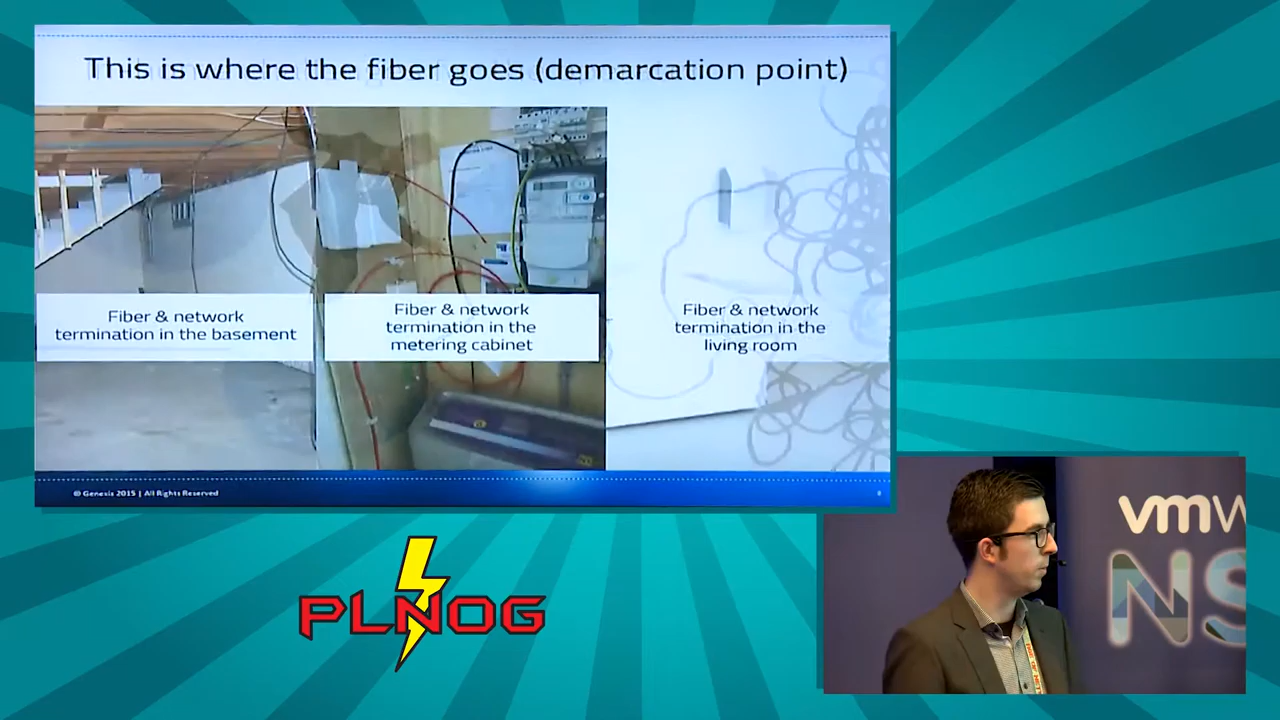 This is where the fiber goes (demarcation point)
Fiber & network
termination in the basement
Fiber & network
termination in the
metering cabinet
Fiber & network
termination in the
living room
© Genesis 2015 | All Rights Reserved
PLNOG
vmw
NS